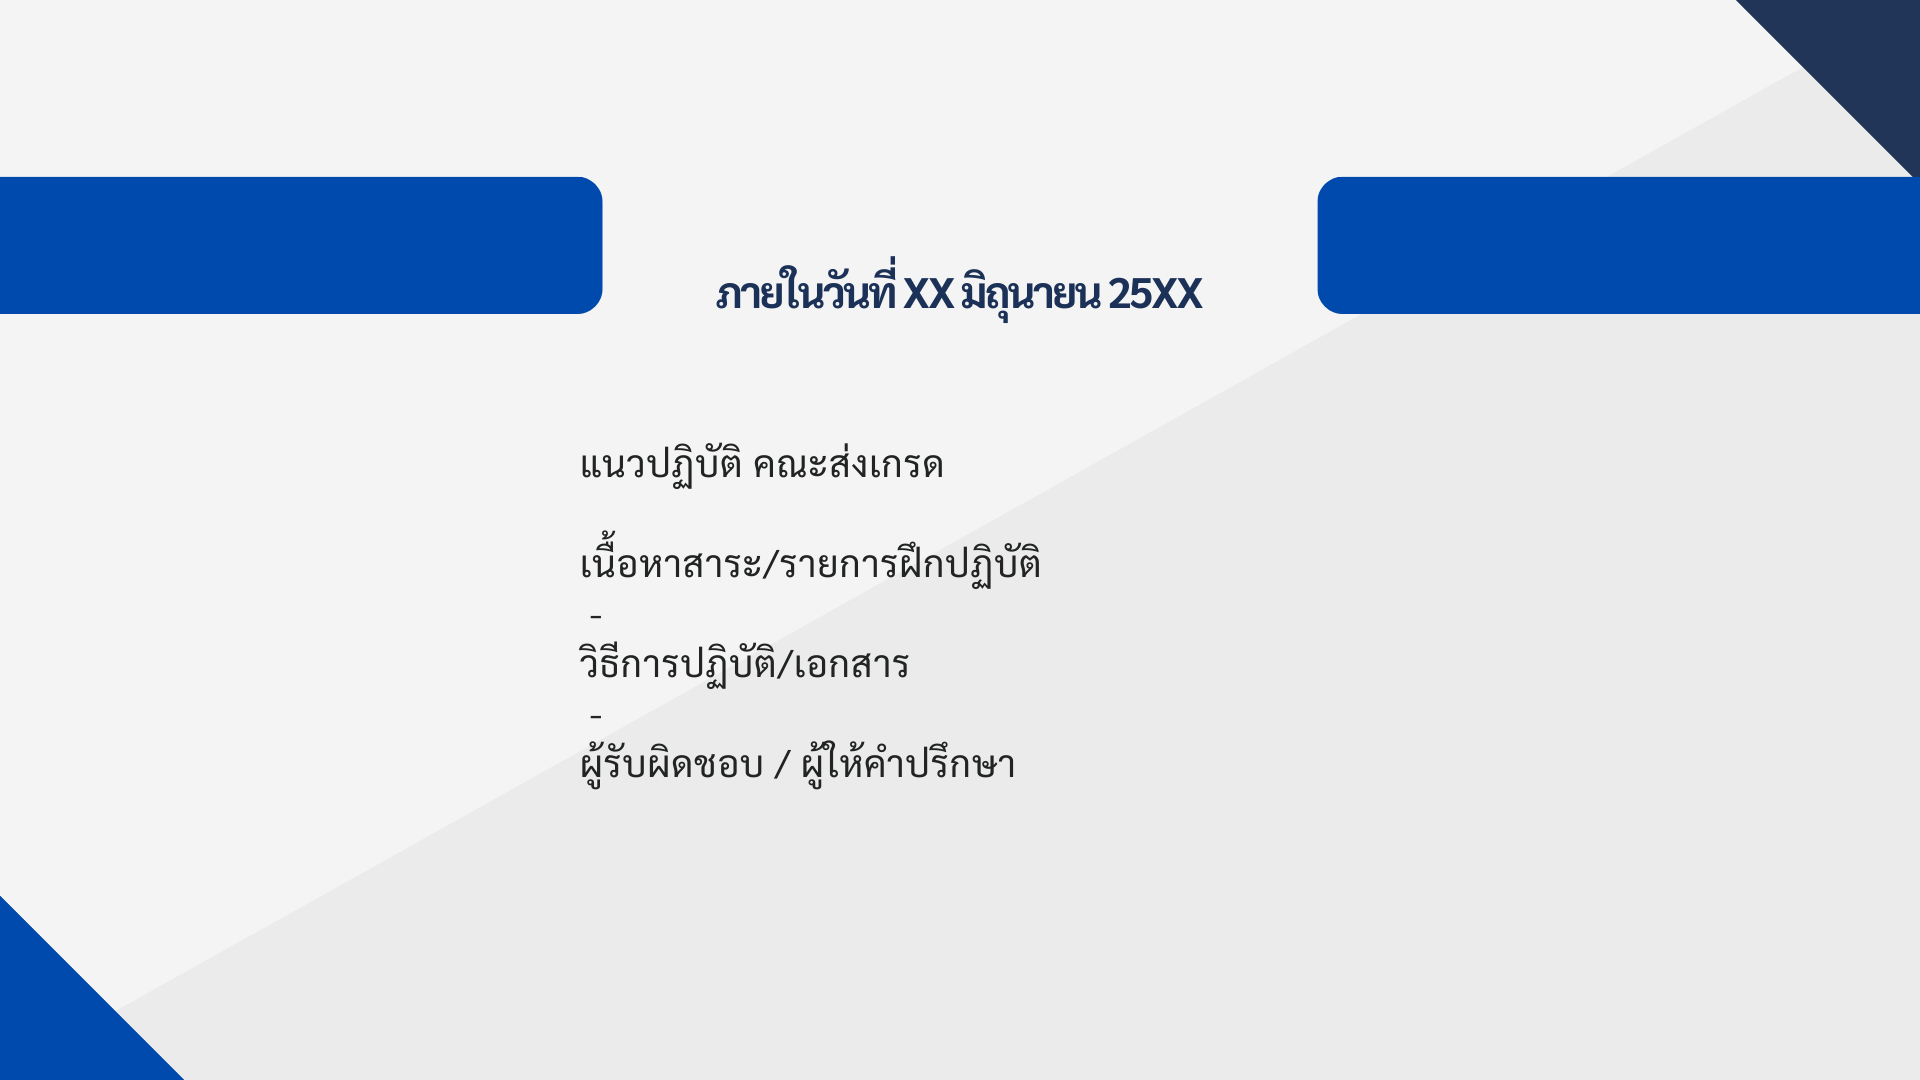 ภายในวันที่ XX มิถุนายน 25XX
แนวปฏิบัติ คณะส่งเกรด
เนื้อหาสาระ/รายการฝึกปฏิบัติ
-
วิธีการปฏิบัติ/เอกสาร
-
ผู้รับผิดชอบ / ผู้ให้คำปรึกษา